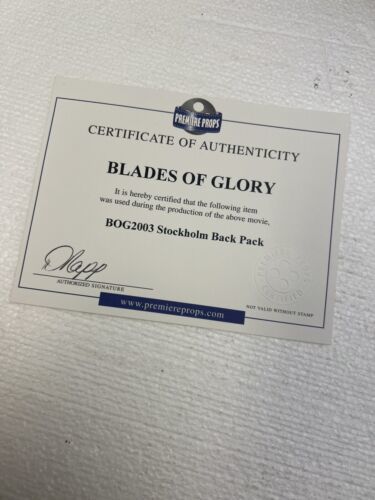 PREMIERE PROPS
CERTIFICATE OF AUTHENTICITY
BLADES OF GLORY
It is hereby certified that the following item
was used during the production of the above movie,
BOG2003 Stockholm Back Pack
AUTHORIZED SIGNATURE
www.premiereprops.com
NOT VALID WITHOUT STAMP